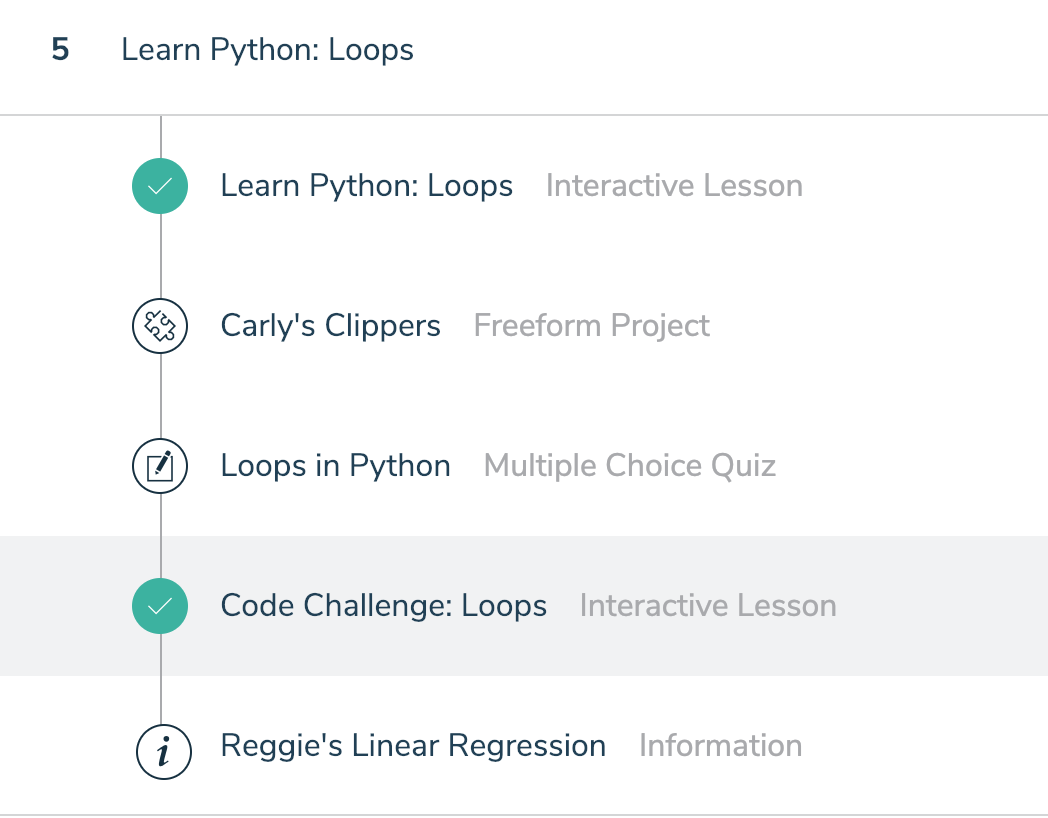 5 Learn Python: Loops
Learn Python: Loops Interactive Lesson
Carly's Clippers Freeform Project
Loops in Python Multiple Choice Quiz
Code Challenge: Loops Interactive Lesson
i Reggie's Linear Regression Information